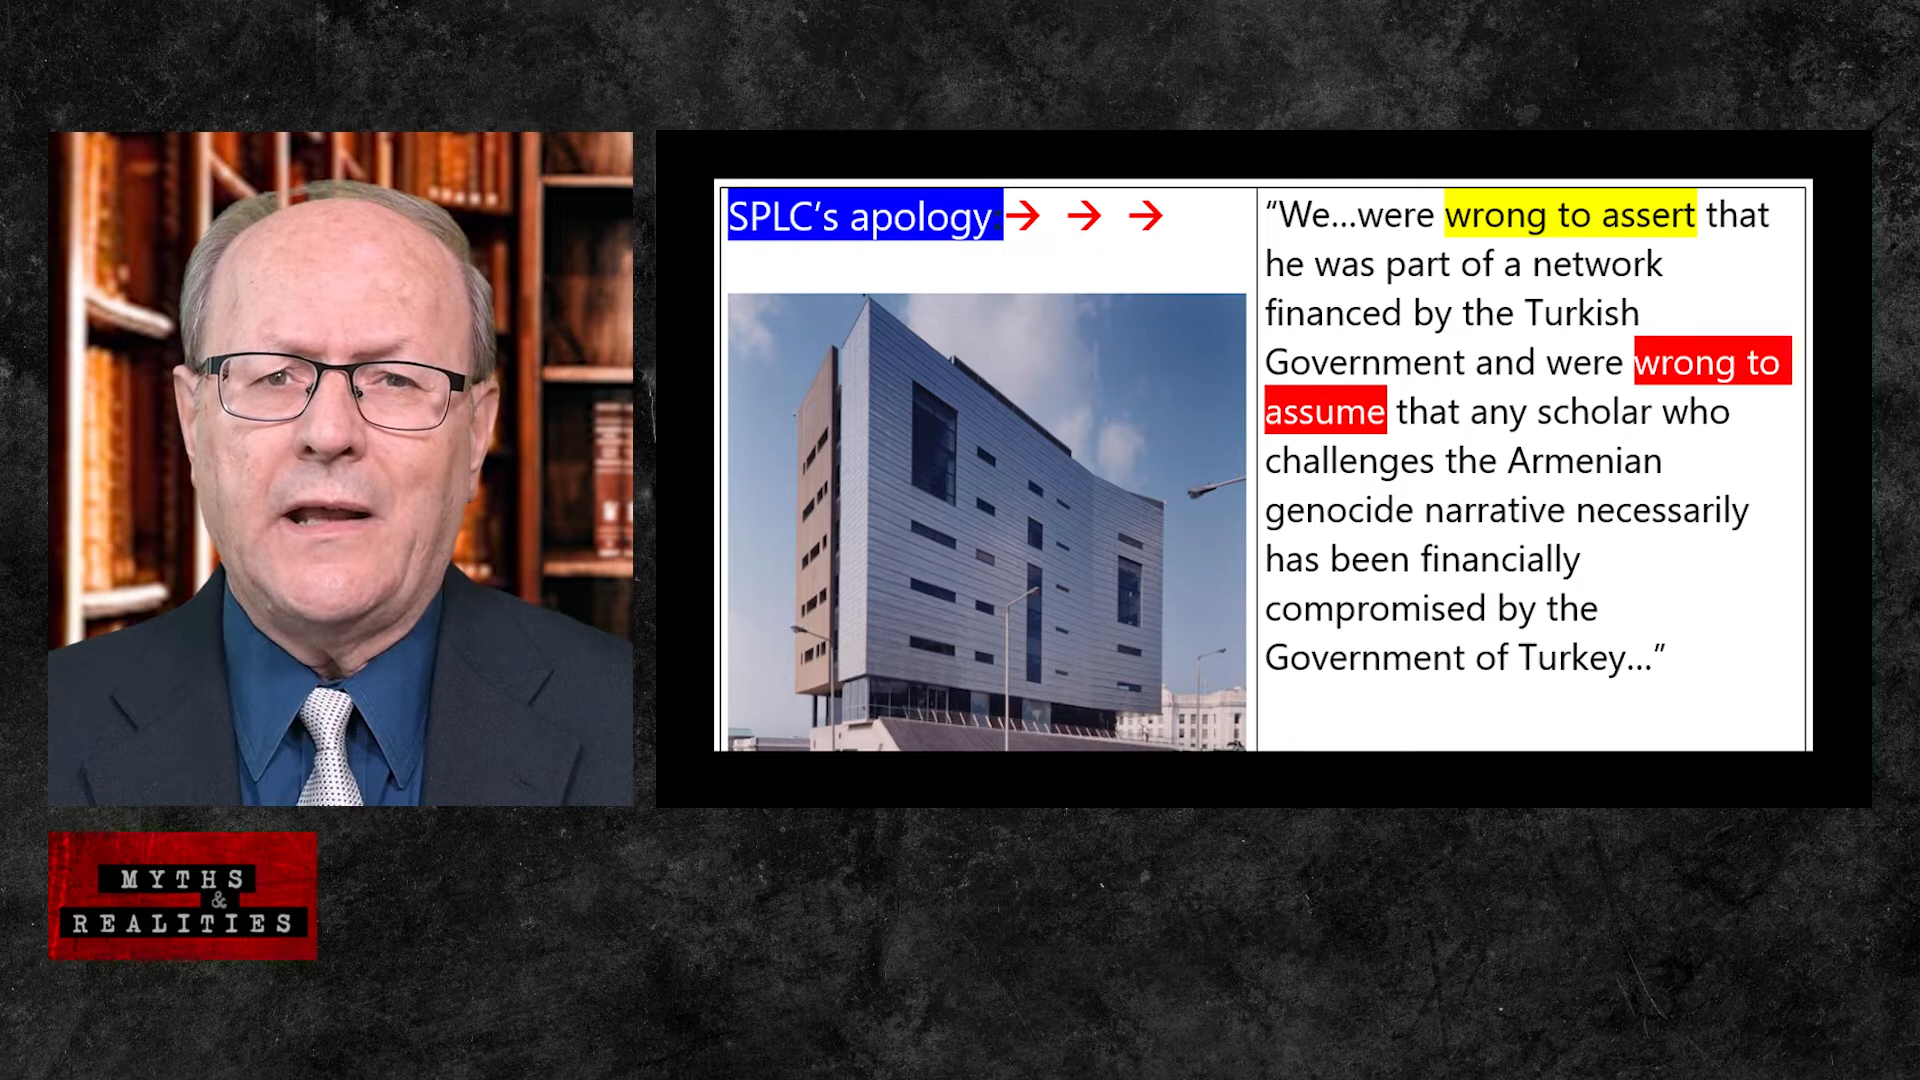 SPLC’s apology: → → →
“We...were wrong to assert that
he was part of a network
financed by the Turkish
Government and were wrong to
assume that any scholar who
challenges the Armenian
genocide narrative necessarily
has been financially
compromised by the
Government of Turkey...”
MYTHS
&
REALITIES